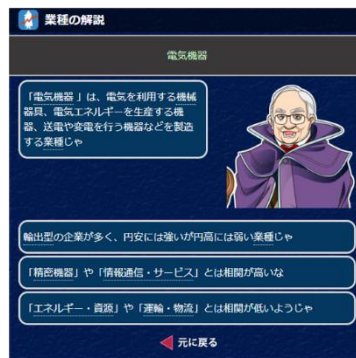 業種の解説
電気機器
「電気機器 」は、電気を利用する機械
器具、電気エネルギーを生産する機
器、送電や変電を行う機器などを製造
する業種じゃ
輸出型の企業が多く、円安には強いが円高には弱い業種じゃ
「精密機器」や「情報通信・サービス」とは相関が高いな
「エネルギー・資源」や「運輸・物流」とは相関が低いようじゃ
元に戻る